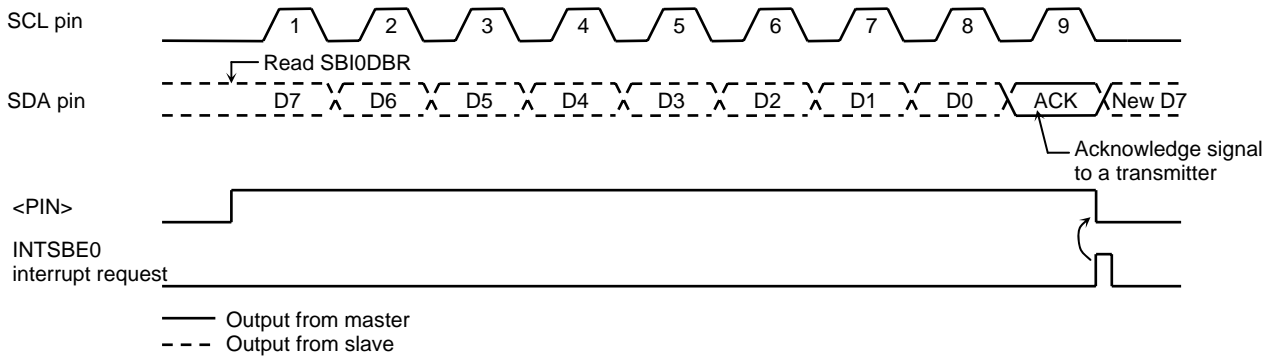 SCL pin
1 2 3 4 5 6 7 8 9
Read SBI0DBR
SDA pin
D7 D6 D5 D4 D3 D2 D1 D0 ACK New D7
Acknowledge signal
to a transmitter
<PIN>
INTSBE0
interrupt request
Output from master
Output from slave